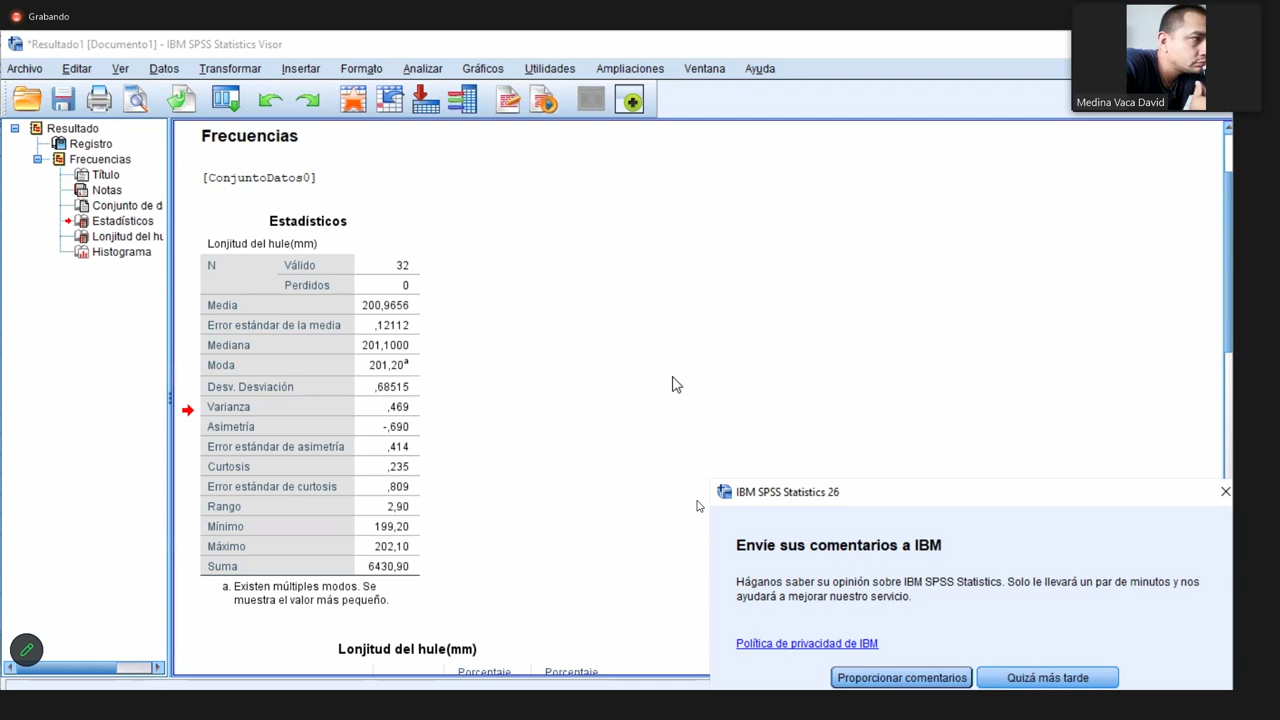 Grabando
*Resultado1 [Documento1] - IBM SPSS Statistics Visor
Medina Vaca David
Archivo Editar Ver Datos Transformar Insertar Formato Analizar Gráficos Utilidades Ampliaciones Ventana Ayuda
Resultado
Registro
Frecuencias
Título
Notas
Conjunto de d
Estadísticos
Lonjitud del hu
Histograma
Frecuencias
[ConjuntoDatos0]
Estadísticos
Lonjitud del hule(mm)
N Válido 32
Perdidos 0
Media 200,9656
Error estándar de la media ,12112
Mediana 201,1000
Moda 201,20a
Desv. Desviación ,68515
Varianza ,469
Asimetría -,690
Error estándar de asimetría ,414
Curtosis ,235
Error estándar de curtosis ,809
Rango 2,90
Mínimo 199,20
Máximo 202,10
Suma 6430,90
a. Existen múltiples modos. Se
muestra el valor más pequeño.
Lonjitud del hule(mm)
Porcentaje Porcentaje
IBM SPSS Statistics 26
Envíe sus comentarios a IBM
Háganos saber su opinión sobre IBM SPSS Statistics. Solo le llevará un par de minutos y nos
ayudará a mejorar nuestro servicio.
Política de privacidad de IBM
Proporcionar comentarios Quizá más tarde